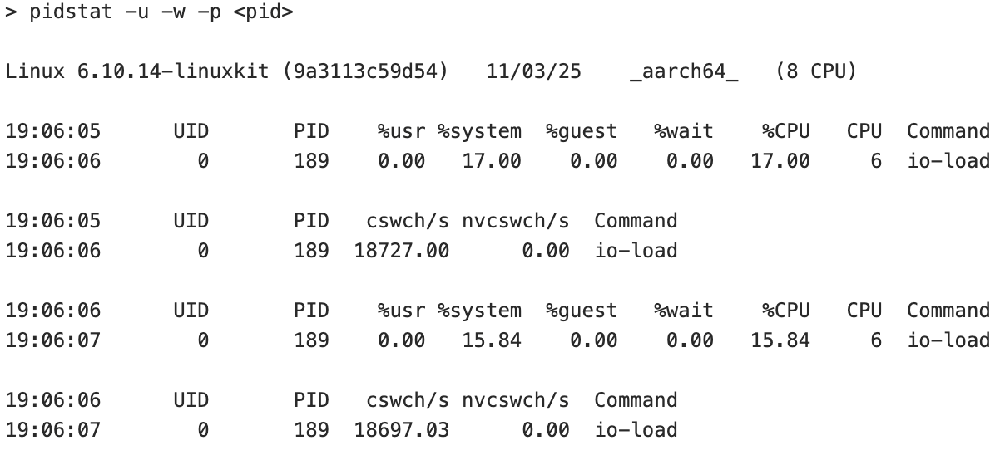 > pidstat -u -w -p <pid>
Linux 6.10.14-linuxkit (9a3113c59d54) 11/03/25 _aarch64_ (8 CPU)
19:06:05 UID PID %usr %system %guest %wait %CPU CPU Command
19:06:06 0 189 0.00 17.00 0.00 0.00 17.00 6 io-load
19:06:05 UID PID cswch/s nvcswch/s Command
19:06:06 0 189 18727.00 0.00 io-load
19:06:06 UID PID %usr %system %guest %wait %CPU CPU Command
19:06:07 0 189 0.00 15.84 0.00 0.00 15.84 6 io-load
19:06:06 UID PID cswch/s nvcswch/s Command
19:06:07 0 189 18697.03 0.00 io-load